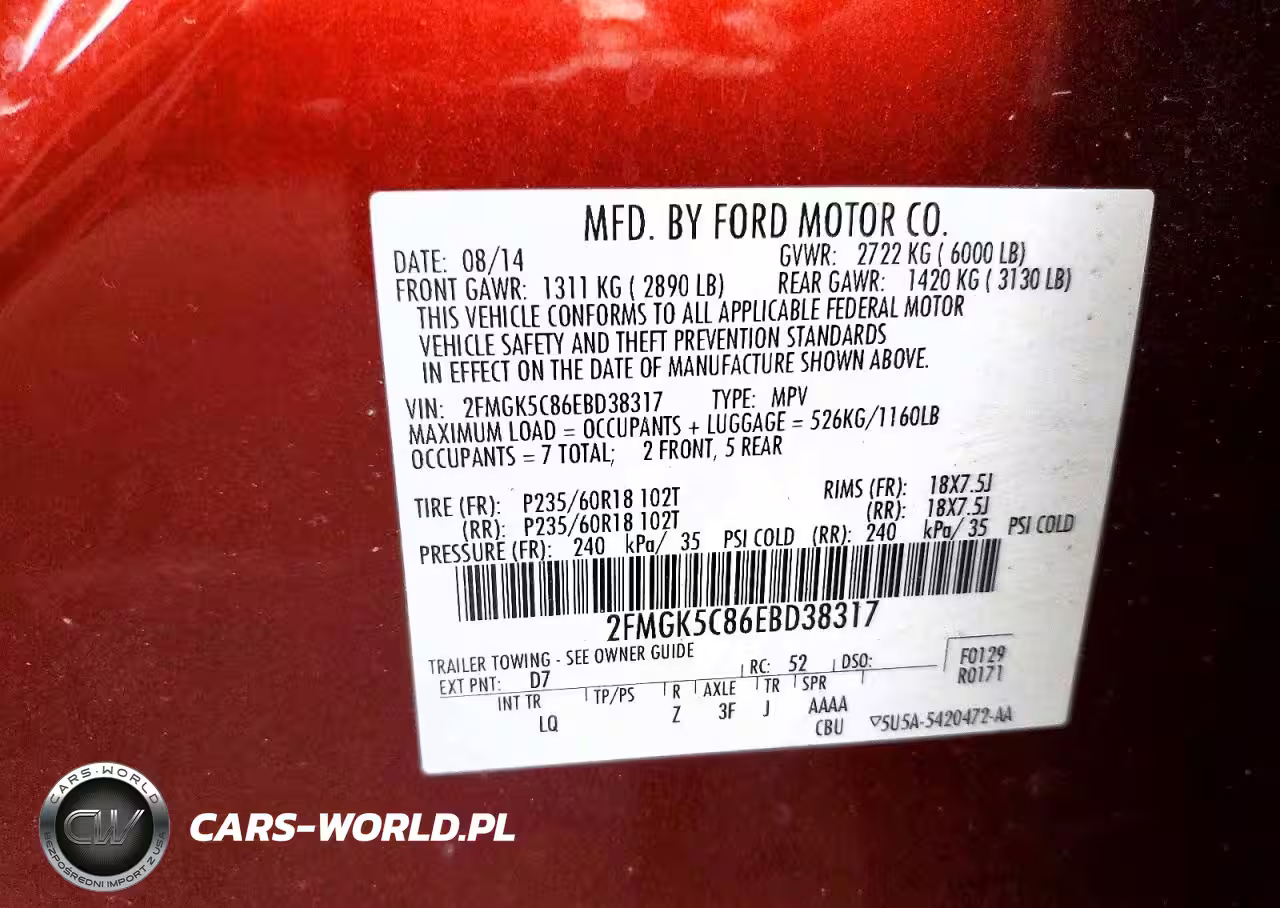 MFD. BY FORD MOTOR CO.
DATE: 08/14 GVWR: 2722 KG ( 6000 LB)
FRONT GAWR: 1311 KG ( 2890 LB) REAR GAWR: 1420 KG ( 3130 LB)
THIS VEHICLE CONFORMS TO ALL APPLICABLE FEDERAL MOTOR
VEHICLE SAFETY AND THEFT PREVENTION STANDARDS
IN EFFECT ON THE DATE OF MANUFACTURE SHOWN ABOVE.
VIN: 2FMGK5C86EBD38317 TYPE: MPV
MAXIMUM LOAD = OCCUPANTS + LUGGAGE = 526KG/1160LB
OCCUPANTS = 7 TOTAL; 2 FRONT, 5 REAR
TIRE (FR): P235/60R18 102T RIMS (FR): 18X7.5J
(RR): P235/60R18 102T (RR): 18X7.5J
PRESSURE (FR): 240 kPa/ 35 PSI COLD (RR): 240 kPa/ 35 PSI COLD
2FMGK5C86EBD38317
TRAILER TOWING - SEE OWNER GUIDE
EXT PNT: D7 RC: 52 DSO: F0129
R0171
INT TR TP/PS R AXLE TR SPR
LQ Z 3F J AAAA
CBU ▽5U5A-5420472-AA
CARS-WORLD
CW
BEZPOŚREDNI IMPORT Z USA
CARS-WORLD.PL